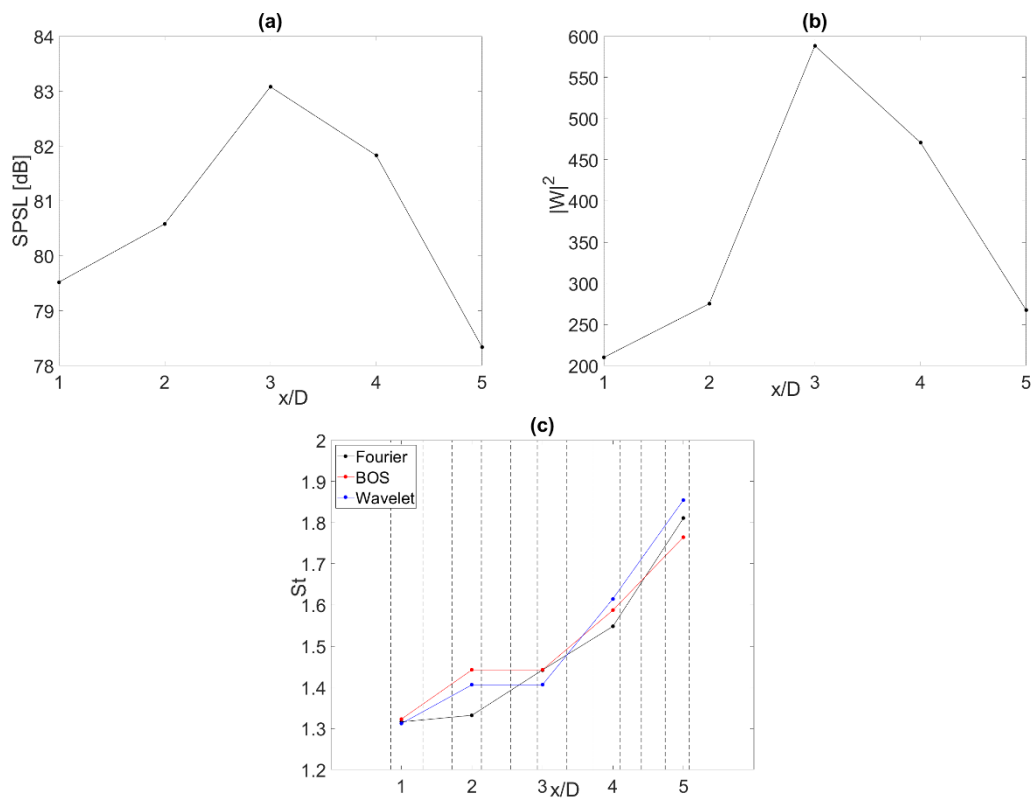 (a)
84
83
82
81
80
79
78
SPSL [dB]
1 2 3 4 5
x/D
(b)
600
550
500
450
400
350
300
250
200
|W|²
1 2 3 4 5
x/D
(c)
2
1.9
1.8
1.7
1.6
1.5
1.4
1.3
1.2
St
Fourier
BOS
Wavelet
1 2 3 4 5
x/D